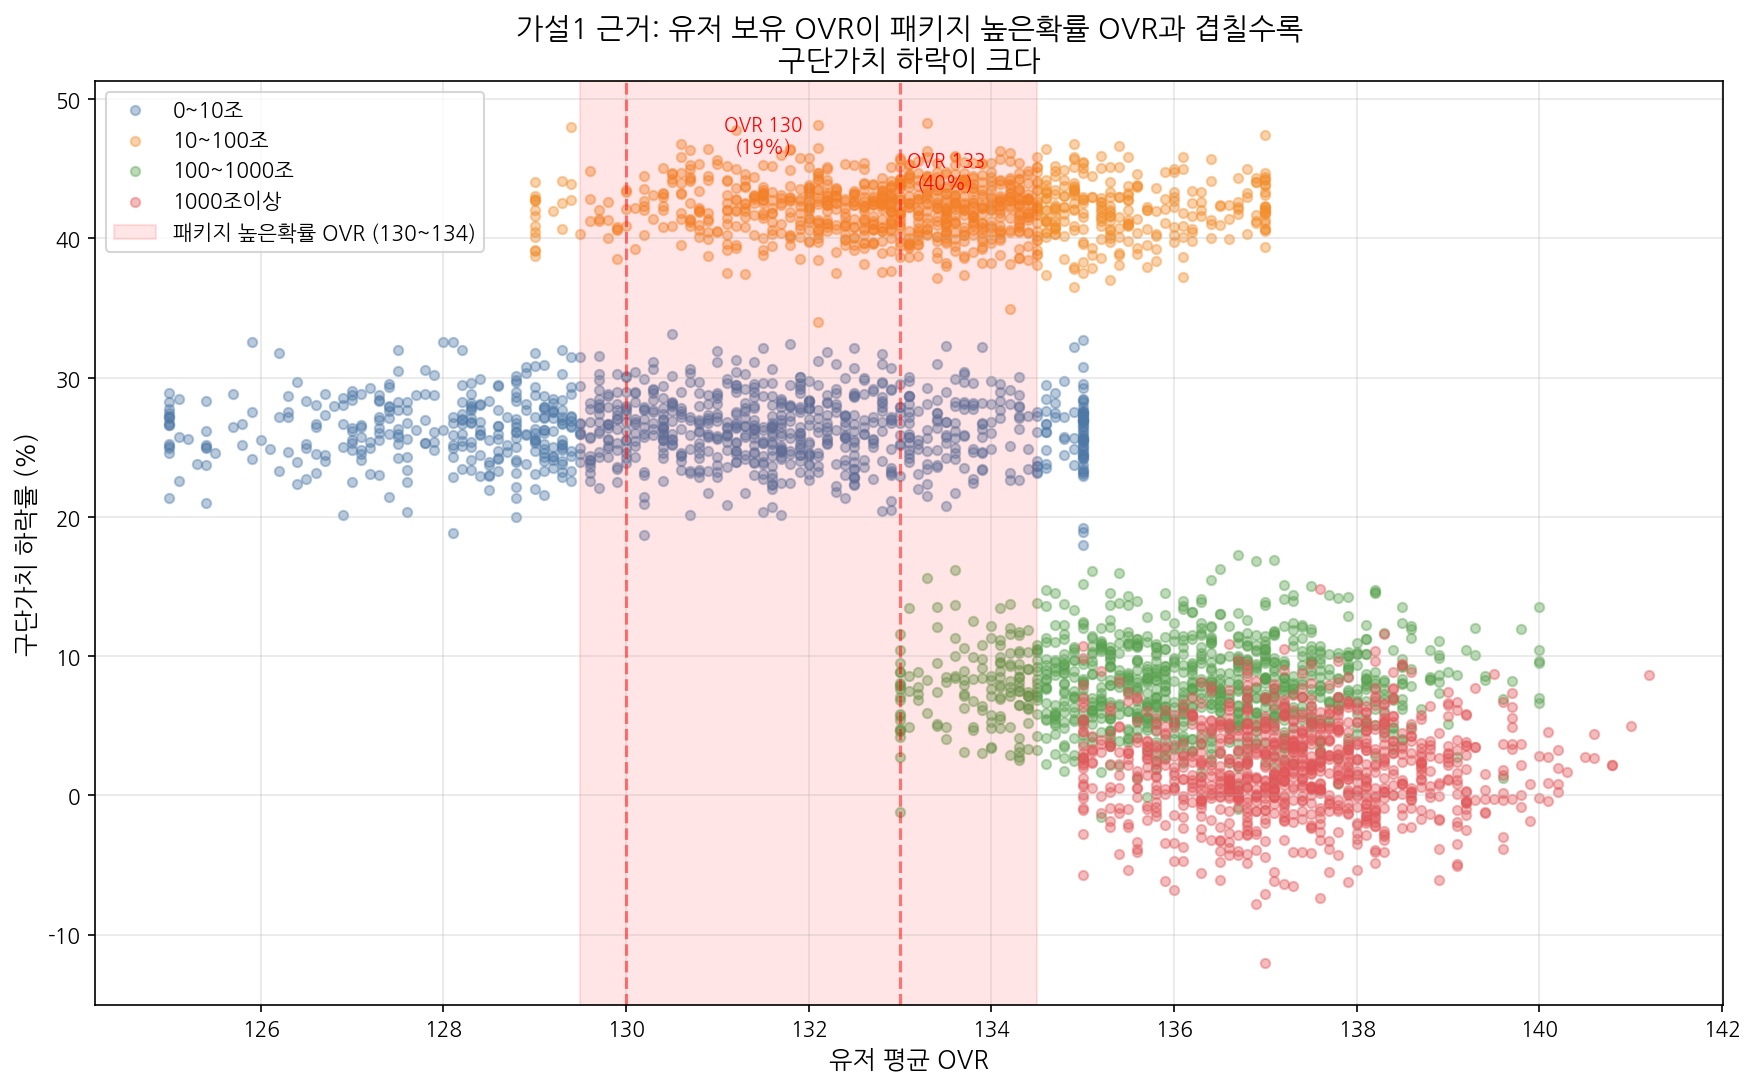 가설1 근거: 유저 보유 OVR이 패키지 높은확률 OVR과 겹칠수록
구단가치 하락이 크다
0~10조
10~100조
100~1000조
1000조이상
패키지 높은확률 OVR (130~134)
OVR 130
(19%)
OVR 133
(40%)
구단가치 하락률 (%)
50
40
30
20
10
0
-10
126
128
130
132
134
136
138
140
142
유저 평균 OVR